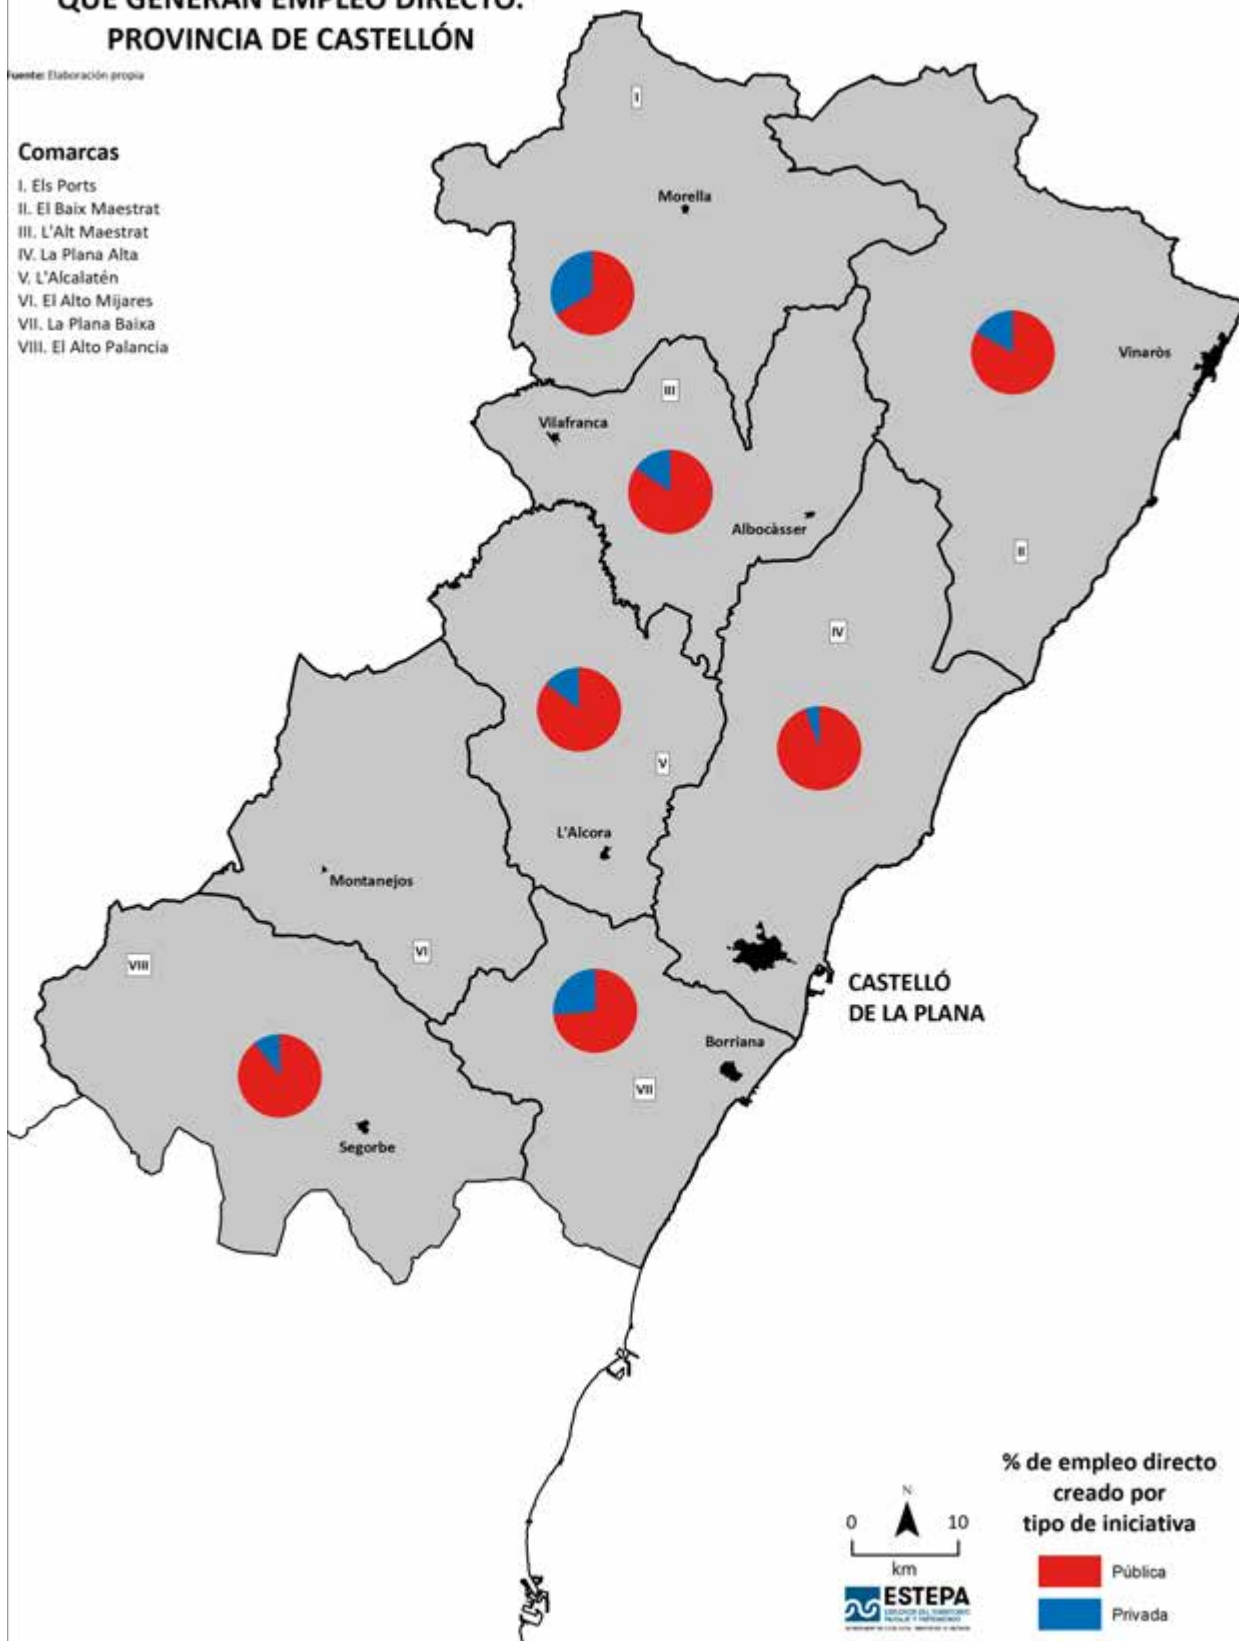 QUE GENERAN EMPLEO DIRECTO.
PROVINCIA DE CASTELLÓN
Fuente: Elaboración propia
Comarcas
I. Els Ports
II. El Baix Maestrat
III. L'Alt Maestrat
IV. La Plana Alta
V. L'Alcalatén
VI. El Alto Mijares
VII. La Plana Baixa
VIII. El Alto Palancia
I
Morella
Vinaròs
III
Vilafranca
Albocàsser
II
IV
V
L'Alcora
Montanejos
VI
VIII
CASTELLÓ
DE LA PLANA
Borriana
VII
Segorbe
% de empleo directo
creado por
tipo de iniciativa
Pública
Privada
N
0 10
km
ESTEPA